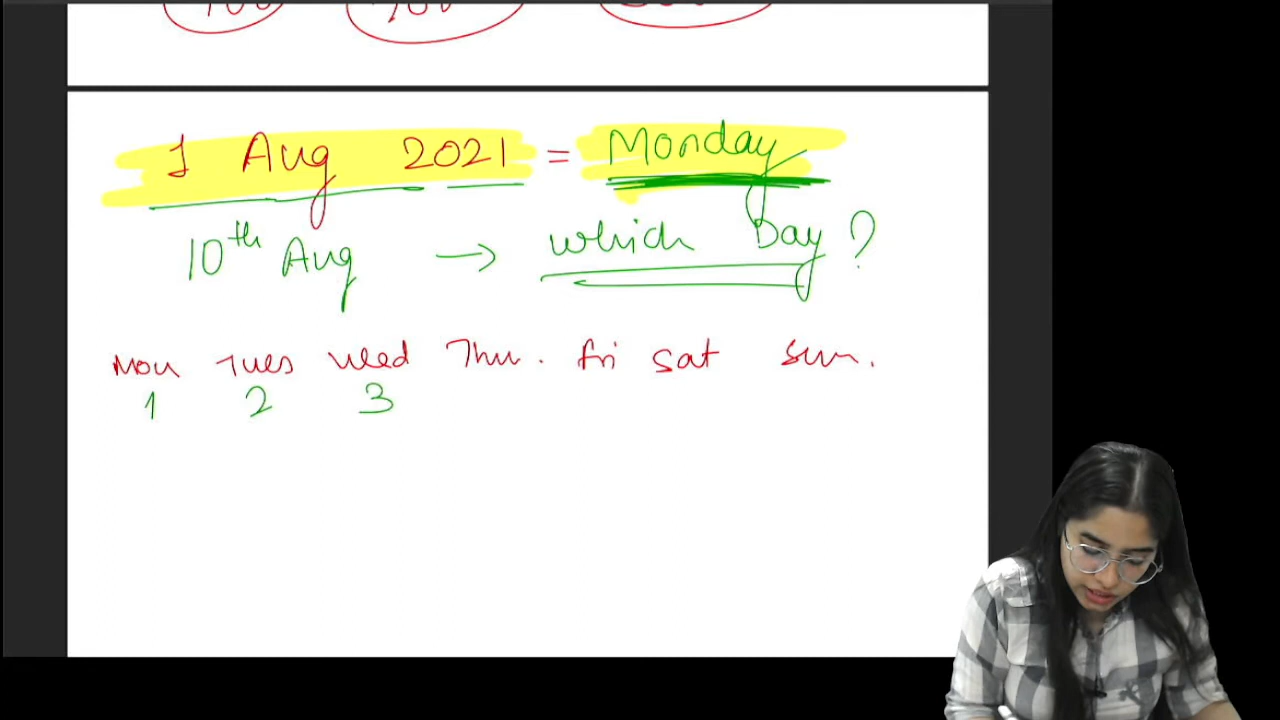 1 Aug 2021 = Monday
10th Aug → which Day ?
Mon Tues Wed Thu. Fri Sat Sun.
1 2 3